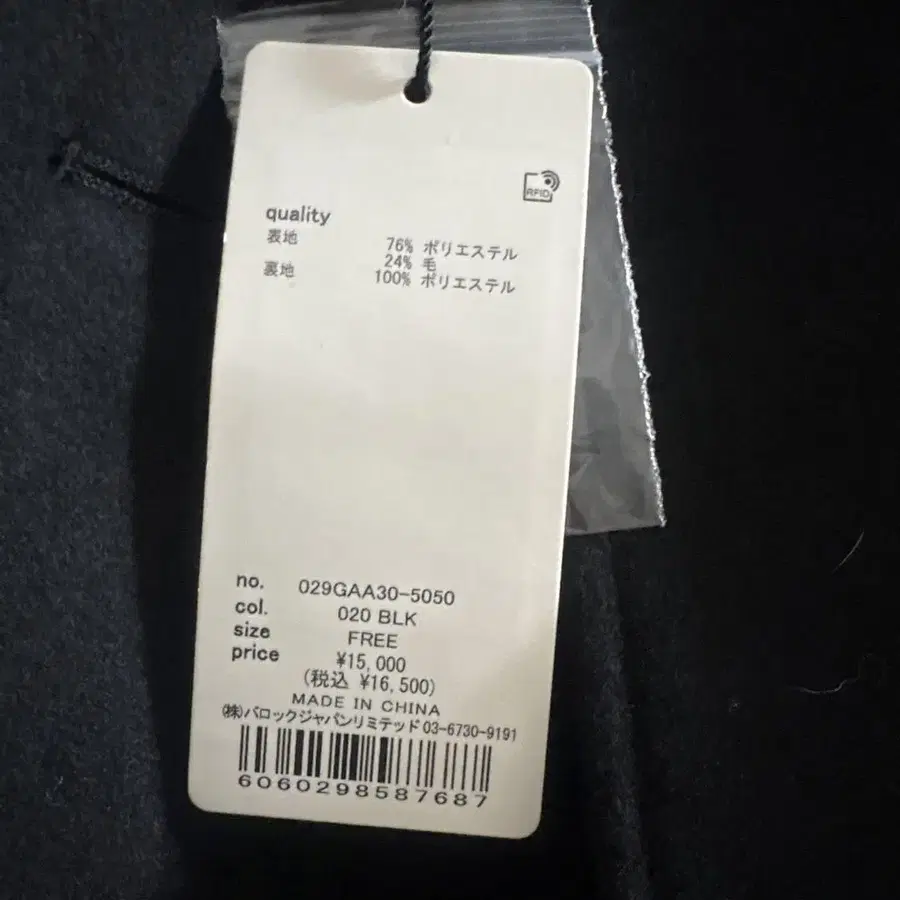 RFID
quality
表地 76% ポリエステル
24% 毛
裏地 100% ポリエステル
no. 029GAA30-5050
col. 020 BLK
size FREE
price ¥15,000
(税込 ¥16,500)
MADE IN CHINA
㈱バロックジャパンリミテッド 03-6730-9191
6060298587687